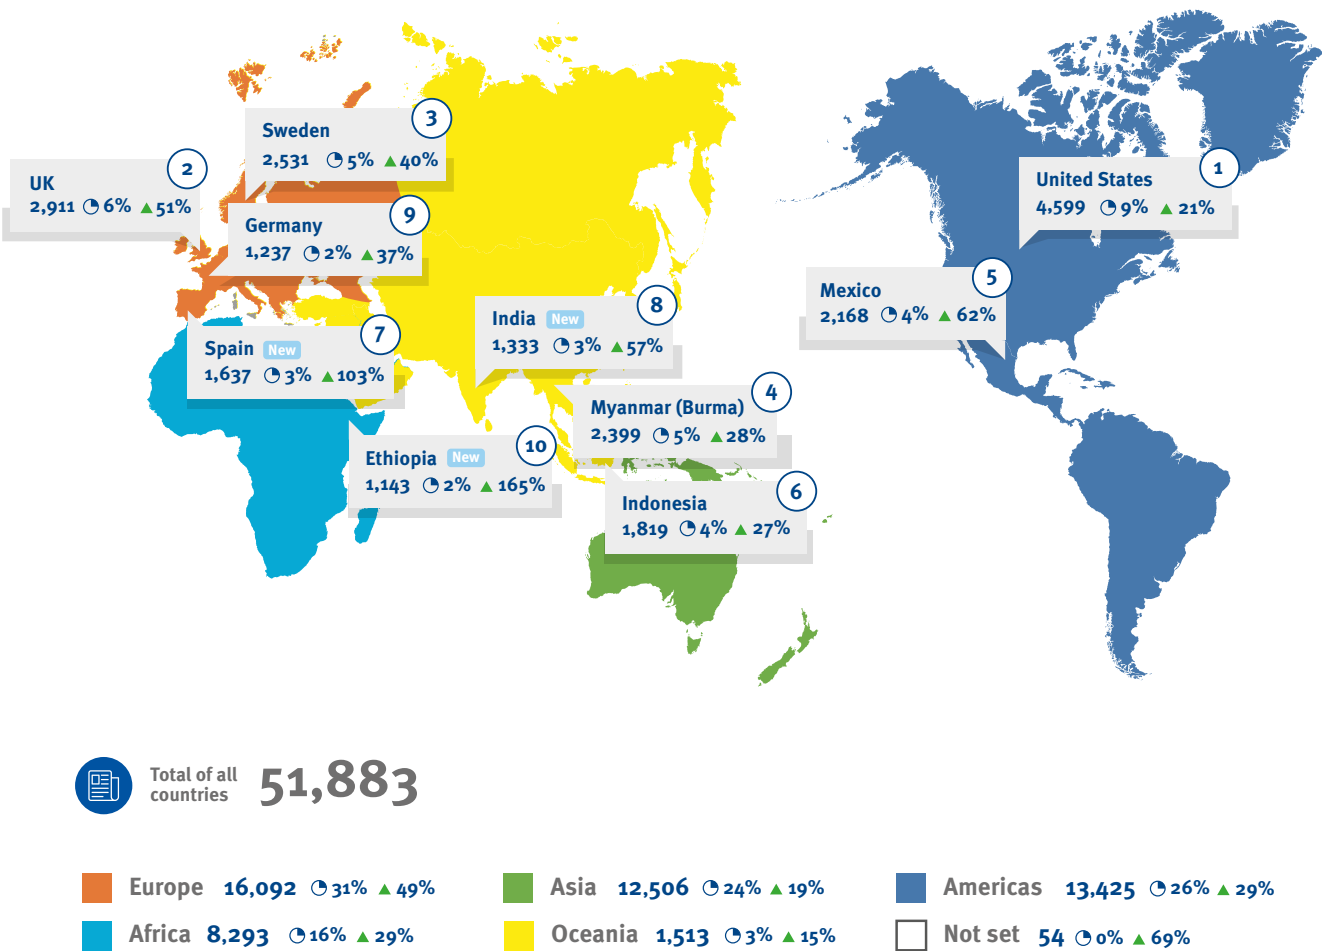 3
Sweden
2,531 5% ▲ 40%
2
UK
2,911 6% ▲ 51%
1
United States
4,599 9% ▲ 21%
9
Germany
1,237 2% ▲ 37%
5
Mexico
2,168 4% ▲ 62%
8
India New
1,333 3% ▲ 57%
7
Spain New
1,637 3% ▲ 103%
4
Myanmar (Burma)
2,399 5% ▲ 28%
10
Ethiopia New
1,143 2% ▲ 165%
6
Indonesia
1,819 4% ▲ 27%
Total of all
countries
51,883
Europe 16,092 31% ▲ 49%
Asia 12,506 24% ▲ 19%
Americas 13,425 26% ▲ 29%
Africa 8,293 16% ▲ 29%
Oceania 1,513 3% ▲ 15%
Not set 54 0% ▲ 69%